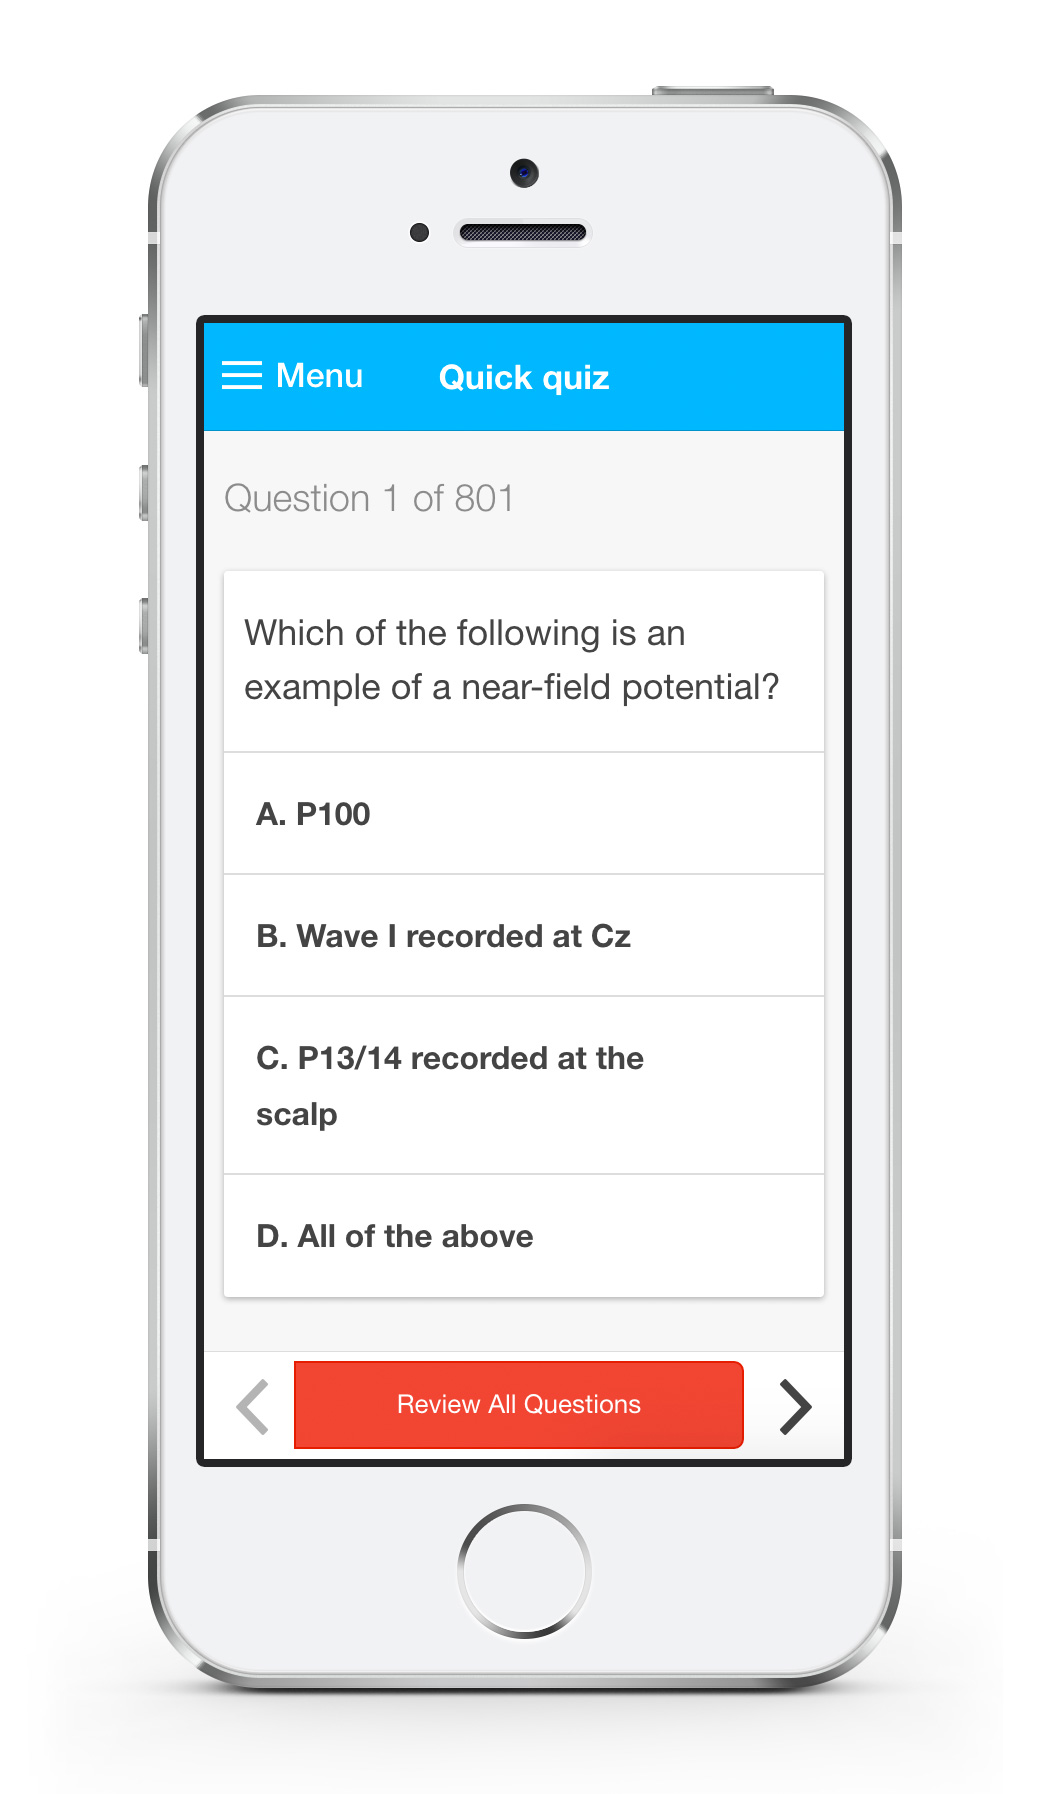 Menu
Quick quiz
Question 1 of 801
Which of the following is an
example of a near-field potential?
A. P100
B. Wave I recorded at Cz
C. P13/14 recorded at the
scalp
D. All of the above
Review All Questions